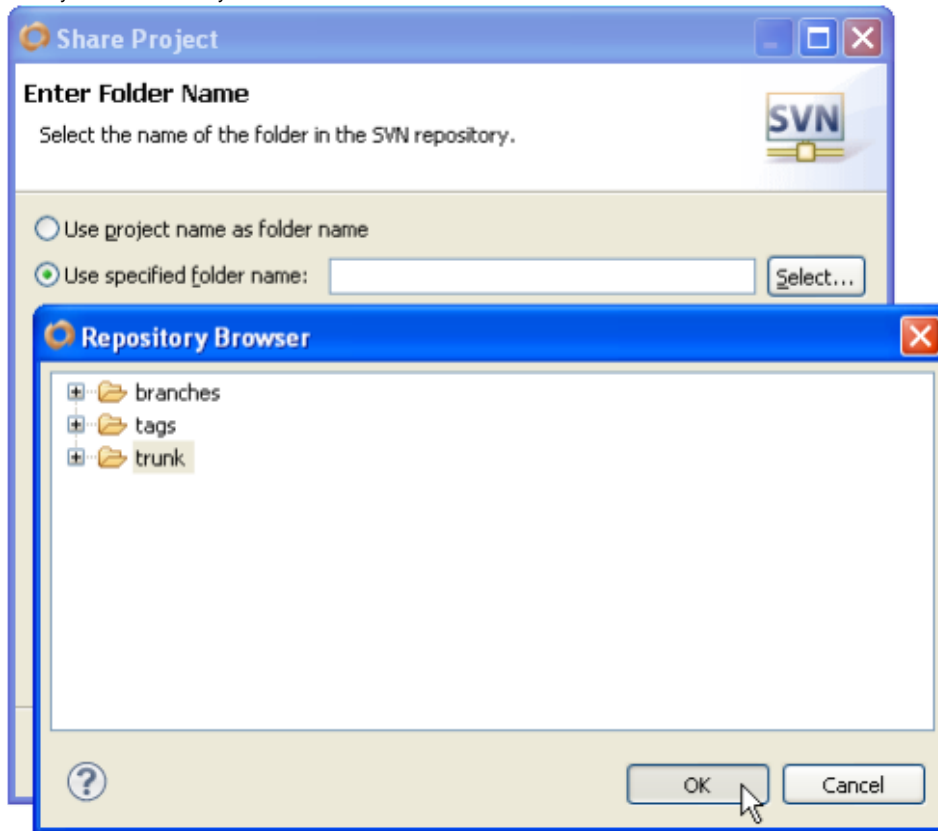 Share Project
Enter Folder Name
Select the name of the folder in the SVN repository.
SVN
Use project name as folder name
Use specified folder name:
Select...
Repository Browser
branches
tags
trunk
?
OK
Cancel